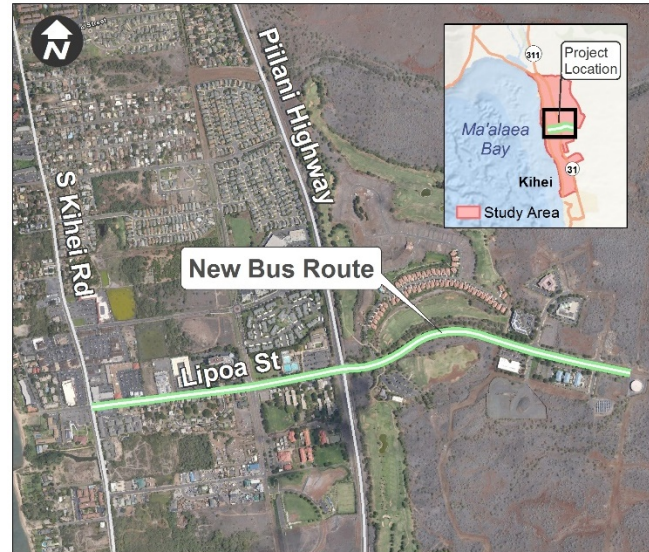 N
Piilani Highway
S Kihei Rd
New Bus Route
Lipoa St
311
Project
Location
Ma'alaea
Bay
31
Kihei
Study Area